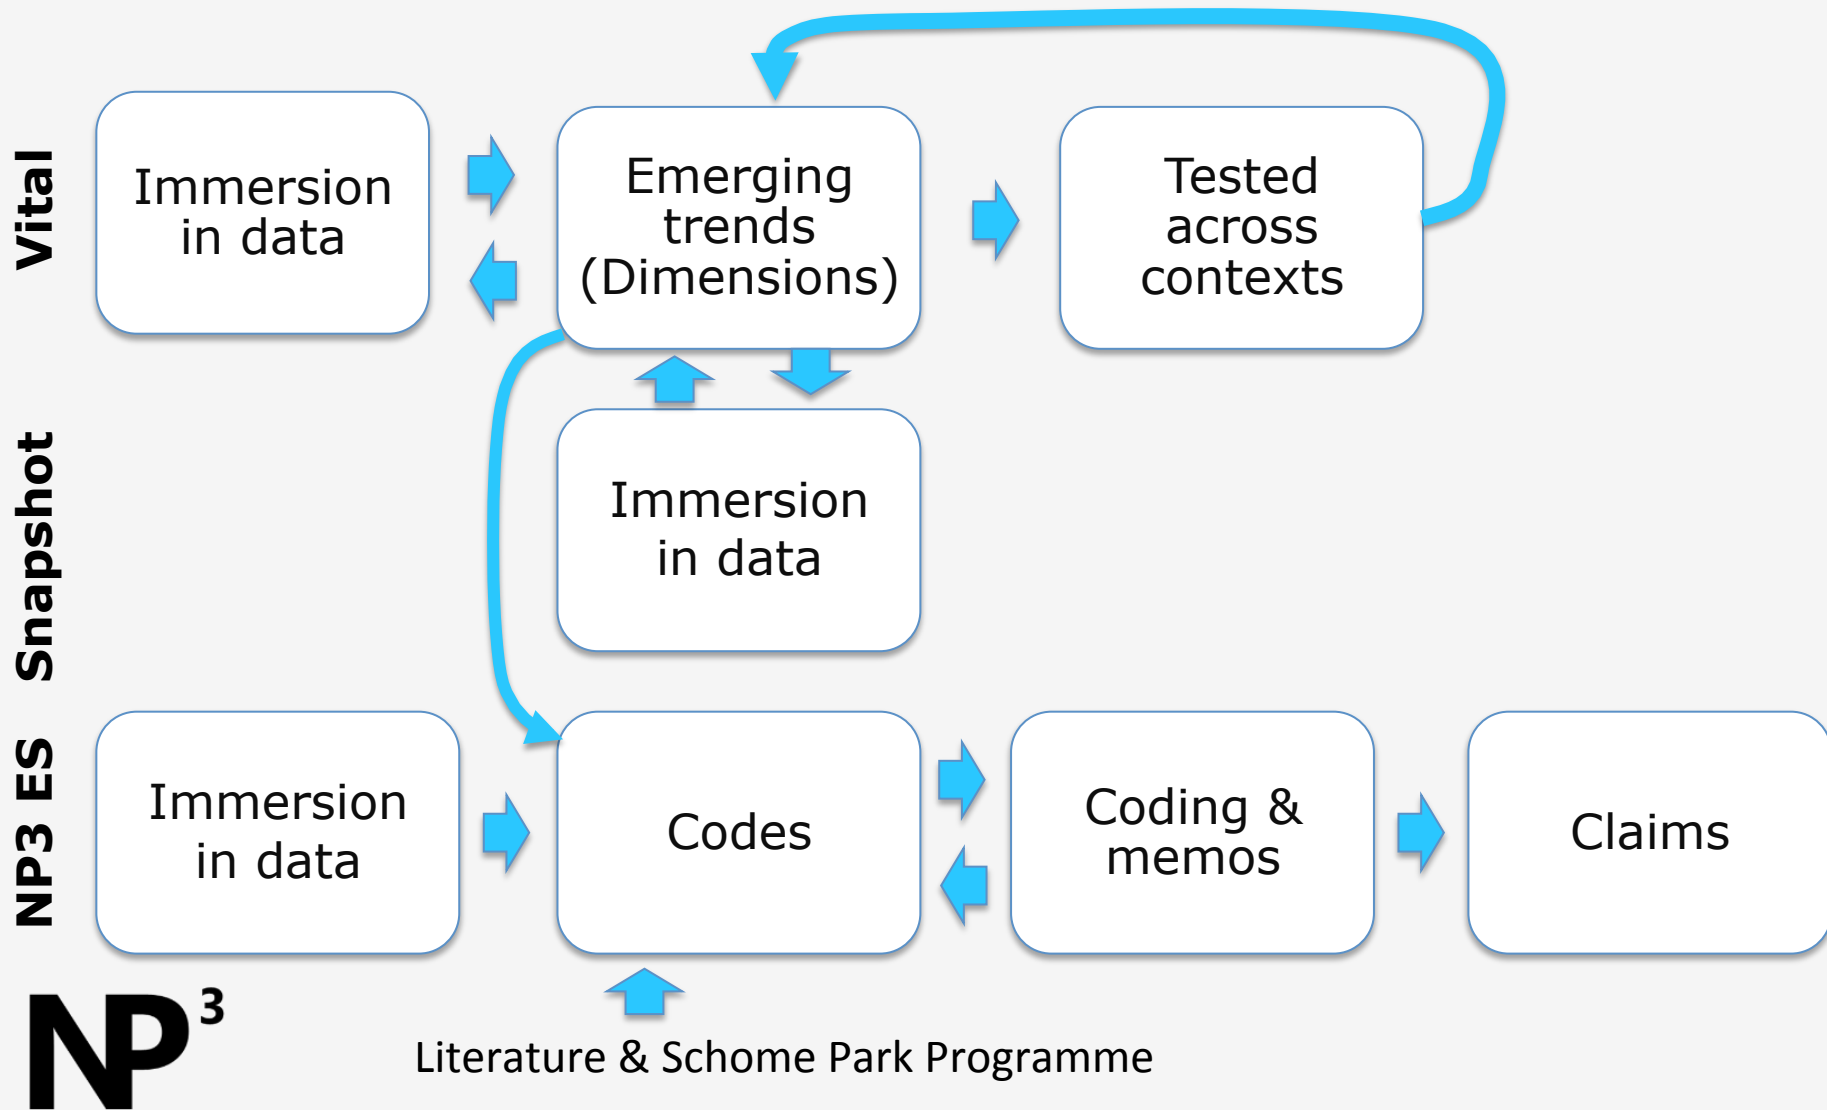 Vital
Immersion
in data
Emerging
trends
(Dimensions)
Tested
across
contexts
Snapshot
Immersion
in data
NP3 ES
Immersion
in data
Codes
Coding &
memos
Claims
NP³
Literature & Schome Park Programme